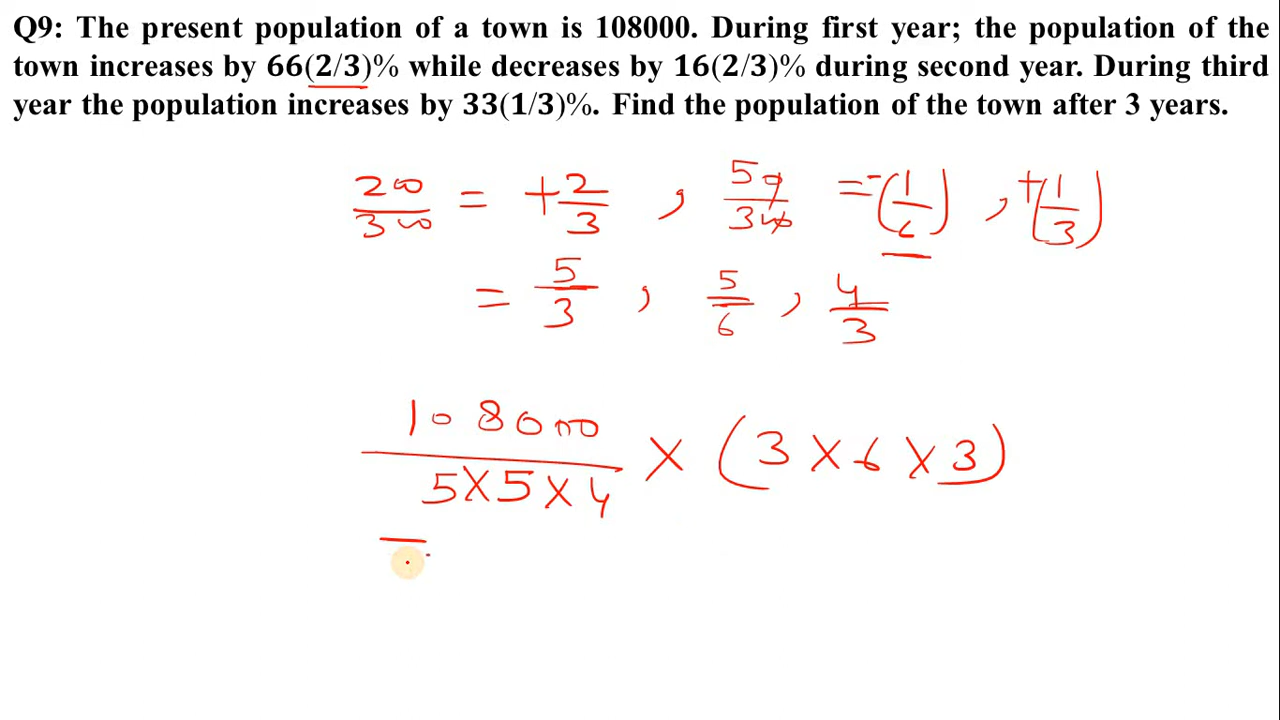 Q9: The present population of a town is 108000. During first year; the population of the
town increases by 66(2/3)% while decreases by 16(2/3)% during second year. During third
year the population increases by 33(1/3)%. Find the population of the town after 3 years.
200/300 = +2/3 , 50/300 = -(1/6) , +(1/3)
= 5/3 , 5/6 , 4/3
108000/5×5×4 × (3×6×3)